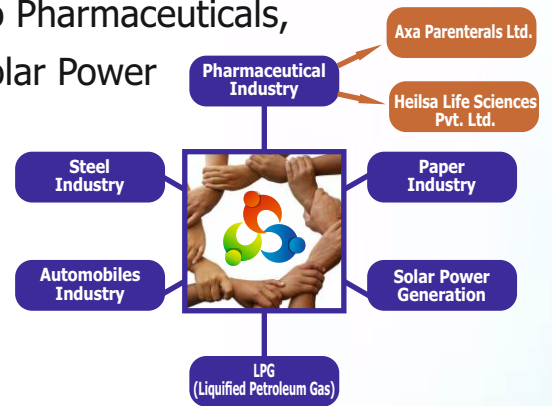 Pharmaceuticals,
Solar Power
Axa Parenterals Ltd.
Pharmaceutical
Industry
Heilsa Life Sciences
Pvt. Ltd.
Steel
Industry
Paper
Industry
Automobiles
Industry
Solar Power
Generation
LPG
(Liquified Petroleum Gas)